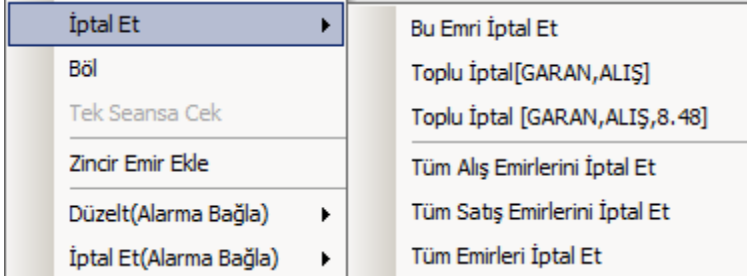 İptal Et
Böl
Tek Seansa Cek
Zincir Emir Ekle
Düzelt(Alarma Bağla)
İptal Et(Alarma Bağla)
Bu Emri İptal Et
Toplu İptal[GARAN,ALIŞ]
Toplu İptal [GARAN,ALIŞ,8.48]
Tüm Alış Emirlerini İptal Et
Tüm Satış Emirlerini İptal Et
Tüm Emirleri İptal Et